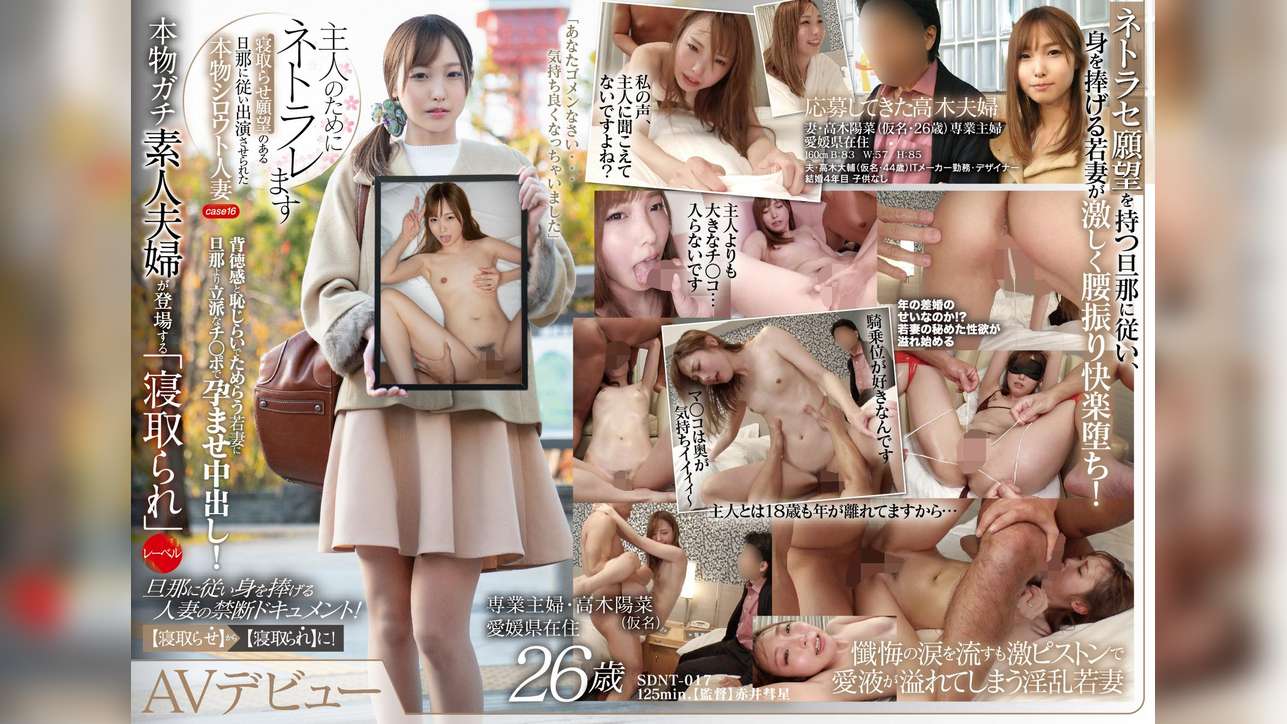 主人のために
ネトラレます
寝取らせ願望のある
旦那に従い出演させられた
本物シロウト人妻
case16
本物ガチ素人夫婦が登場する「寝取られ」
レーベル
背徳感と恥じらいでためらう若妻に
旦那より立派なチ〇ポで孕ませ中出し!
「あなたゴメンなさい・・・
気持ち良くなっちゃいました」
旦那に従い身を捧げる
人妻の禁断ドキュメント!
【寝取らせ】から【寝取られ】に!
AVデビュー
専業主婦・高木陽菜
(仮名)
愛媛県在住
26歳
SDNT-017
125min.【監督】赤井彗星
ネトラセ願望を持つ旦那に従い、
身を捧げる若妻が激しく腰振り快楽堕ち!
私の声、
主人に聞こえて
ないですよね?
応募してきた高木夫婦
妻・高木陽菜(仮名・26歳)専業主婦
愛媛県在住
160cm B:83 W:57 H:85
夫・高木大輔(仮名・44歳)ITメーカー勤務・デザイナー
結婚4年目 子供なし
主人よりも
大きなチ〇コ…
入らないです
年の差婚の
せいなのか!?
若妻の秘めた性欲が
溢れ始める
騎乗位が好きなんです
マ〇コは奥が
気持ちイイイィ~
主人とは18歳も年が離れてますから…
懺悔の涙を流すも激ピストンで
愛液が溢れてしまう淫乱若妻